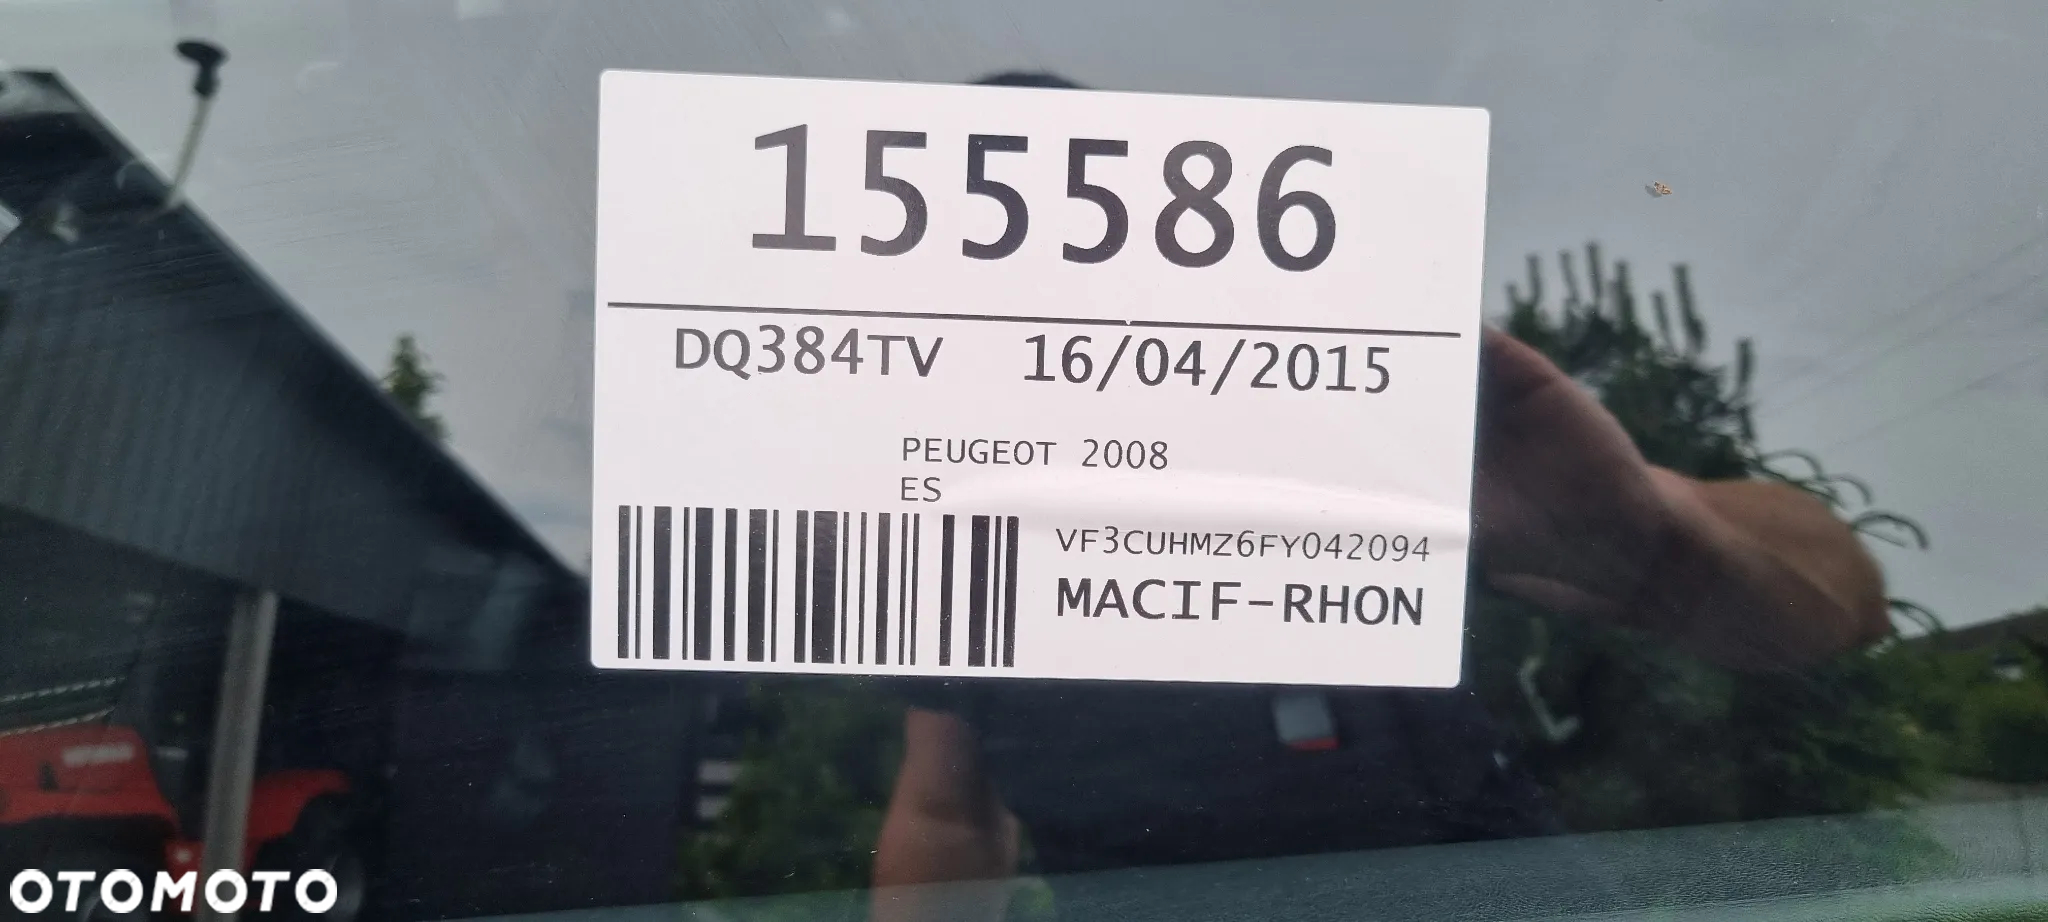 155586
DQ384TV 16/04/2015
PEUGEOT 2008
ES
VF3CUHMZ6FY042094
MACIF-RHON
OTOMOTO